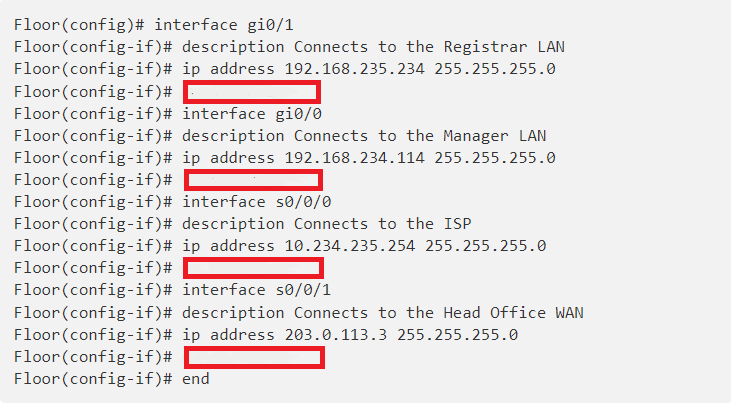 Floor(config)# interface gi0/1
Floor(config-if)# description Connects to the Registrar LAN
Floor(config-if)# ip address 192.168.235.234 255.255.255.0
Floor(config-if)#
Floor(config-if)# interface gi0/0
Floor(config-if)# description Connects to the Manager LAN
Floor(config-if)# ip address 192.168.234.114 255.255.255.0
Floor(config-if)#
Floor(config-if)# interface s0/0/0
Floor(config-if)# description Connects to the ISP
Floor(config-if)# ip address 10.234.235.254 255.255.255.0
Floor(config-if)#
Floor(config-if)# interface s0/0/1
Floor(config-if)# description Connects to the Head Office WAN
Floor(config-if)# ip address 203.0.113.3 255.255.255.0
Floor(config-if)#
Floor(config-if)# end